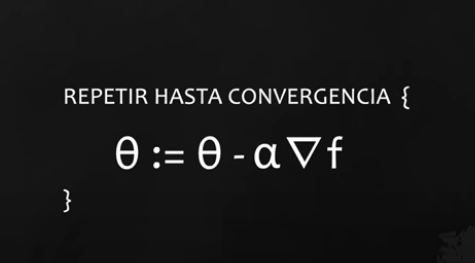 REPETIR HASTA CONVERGENCIA {
θ := θ - α ∇ f
}